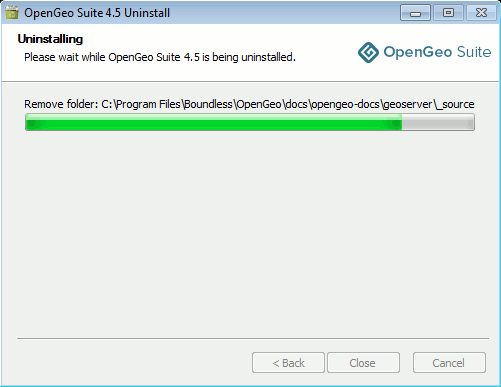 OpenGeo Suite 4.5 Uninstall
Uninstalling
Please wait while OpenGeo Suite 4.5 is being uninstalled.
OpenGeo Suite
Remove folder: C:\Program Files\Boundless\OpenGeo\docs\opengeo-docs\geoserver\_source
< Back
Close
Cancel